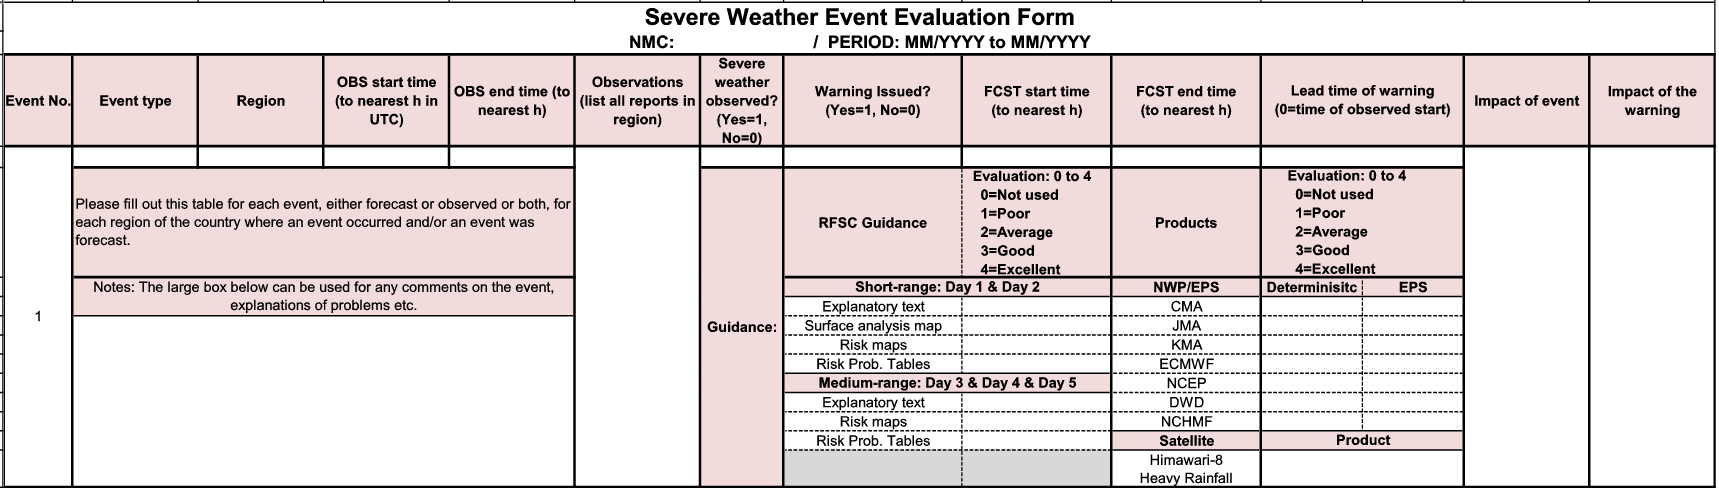 Severe Weather Event Evaluation Form
NMC: / PERIOD: MM/YYYY to MM/YYYY
Event No.
Event type
Region
OBS start time
(to nearest h in
UTC)
OBS end time (to
nearest h)
Observations
(list all reports in
region)
Severe
weather
observed?
(Yes=1,
No=0)
Warning Issued?
(Yes=1, No=0)
FCST start time
(to nearest h)
FCST end time
(to nearest h)
Lead time of warning
(0=time of observed start)
Impact of event
Impact of the
warning
1
Please fill out this table for each event, either forecast or observed or both, for
each region of the country where an event occurred and/or an event was
forecast.
Notes: The large box below can be used for any comments on the event,
explanations of problems etc.
Guidance:
RFSC Guidance
Evaluation: 0 to 4
0=Not used
1=Poor
2=Average
3=Good
4=Excellent
Products
Evaluation: 0 to 4
0=Not used
1=Poor
2=Average
3=Good
4=Excellent
Short-range: Day 1 & Day 2
NWP/EPS
Determinisitc
EPS
Explanatory text
CMA
Surface analysis map
JMA
Risk maps
KMA
Risk Prob. Tables
ECMWF
Medium-range: Day 3 & Day 4 & Day 5
NCEP
Explanatory text
DWD
Risk maps
NCHMF
Risk Prob. Tables
Satellite
Product
Himawari-8
Heavy Rainfall